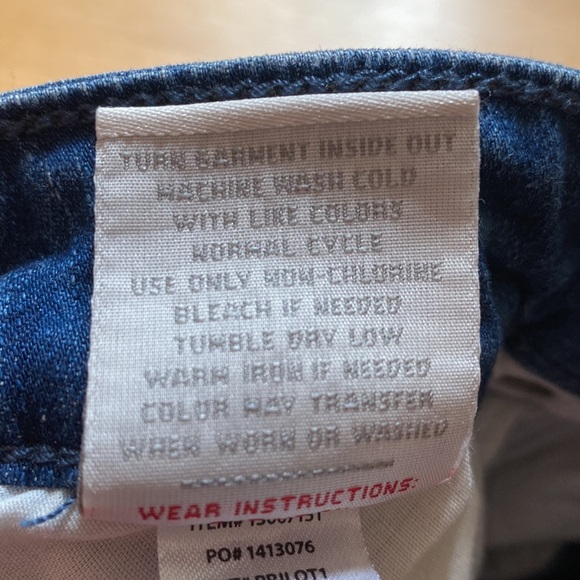 TURN GARMENT INSIDE OUT
MACHINE WASH COLD
WITH LIKE COLORS
NORMAL CYCLE
USE ONLY NON-CHLORINE
BLEACH IF NEEDED
TUMBLE DRY LOW
WARM IRON IF NEEDED
COLOR MAY TRANSFER
WHEN WORN OR WASHED
WEAR INSTRUCTIONS:
ITEM#
PO# 1413076